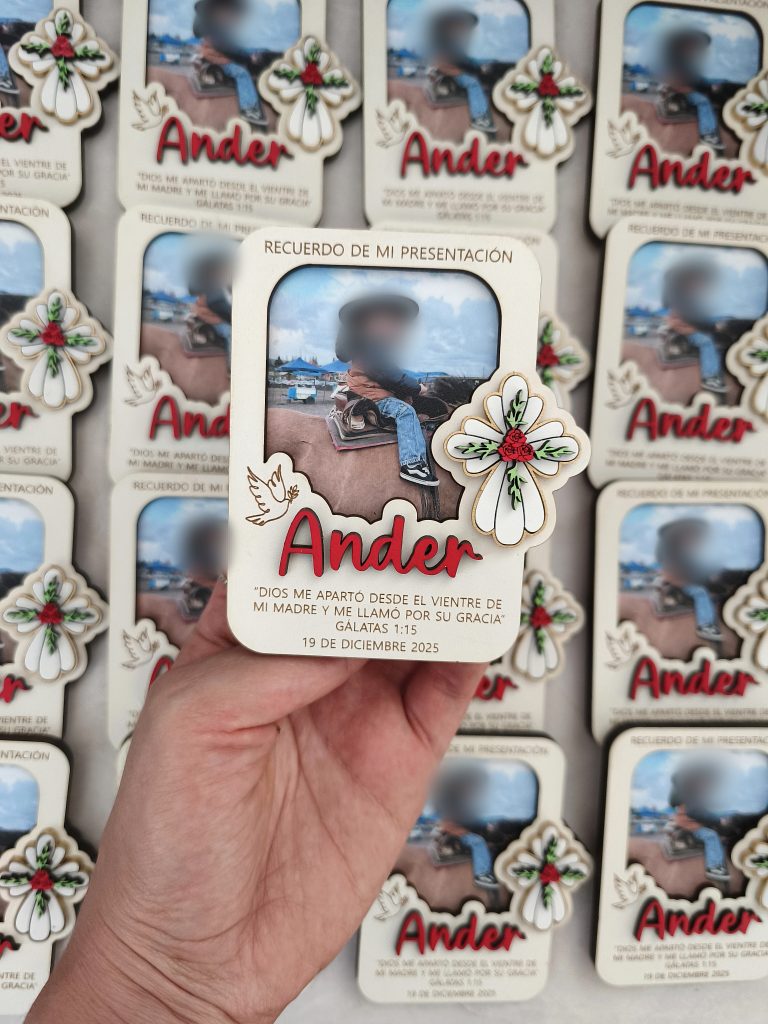 RECUERDO DE MI PRESENTACIÓN
Ander
"DIOS ME APARTÓ DESDE EL VIENTRE DE
MI MADRE Y ME LLAMÓ POR SU GRACIA"
GÁLATAS 1:15
19 DE DICIEMBRE 2025